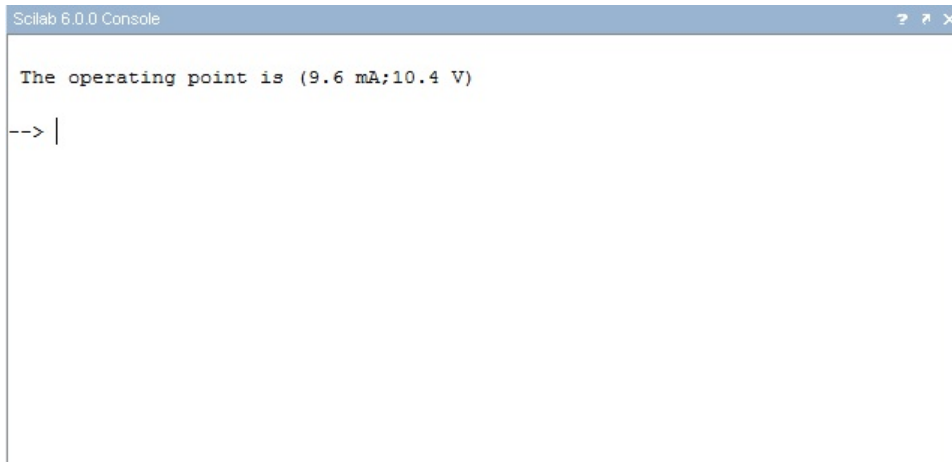 Scilab 6.0.0 Console
The operating point is (9.6 mA;10.4 V)
-->